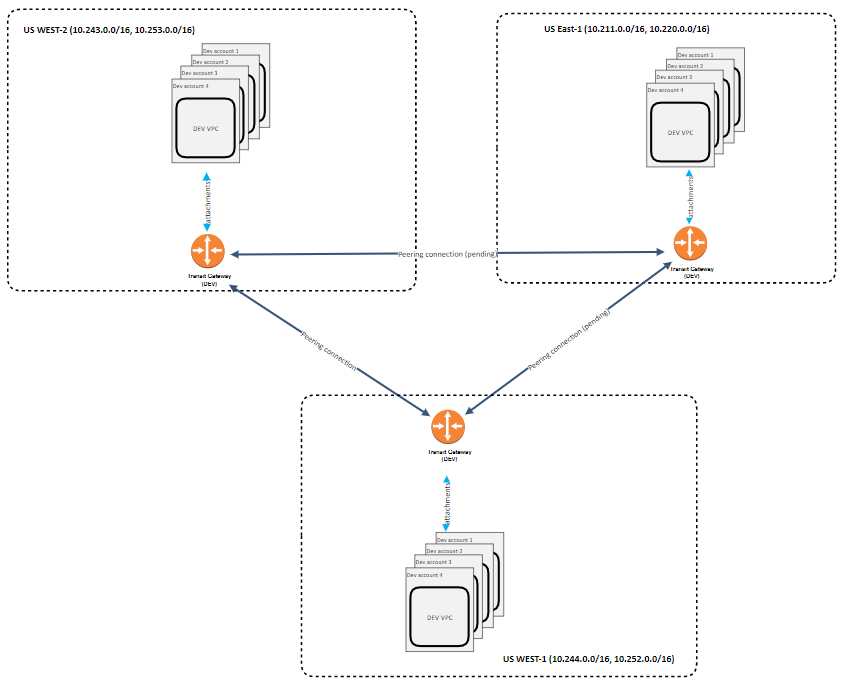 US WEST-2 (10.243.0.0/16, 10.253.0.0/16)
Dev account 1
Dev account 2
Dev account 3
Dev account 4
DEV VPC
attachments
Transit Gateway
(DEV)
US East-1 (10.211.0.0/16, 10.220.0.0/16)
Dev account 1
Dev account 2
Dev account 3
Dev account 4
DEV VPC
attachments
Transit Gateway
(DEV)
Peering connection (pending)
Peering connection
Peering connection (pending)
Transit Gateway
(DEV)
attachments
Dev account 1
Dev account 2
Dev account 3
Dev account 4
DEV VPC
US WEST-1 (10.244.0.0/16, 10.252.0.0/16)